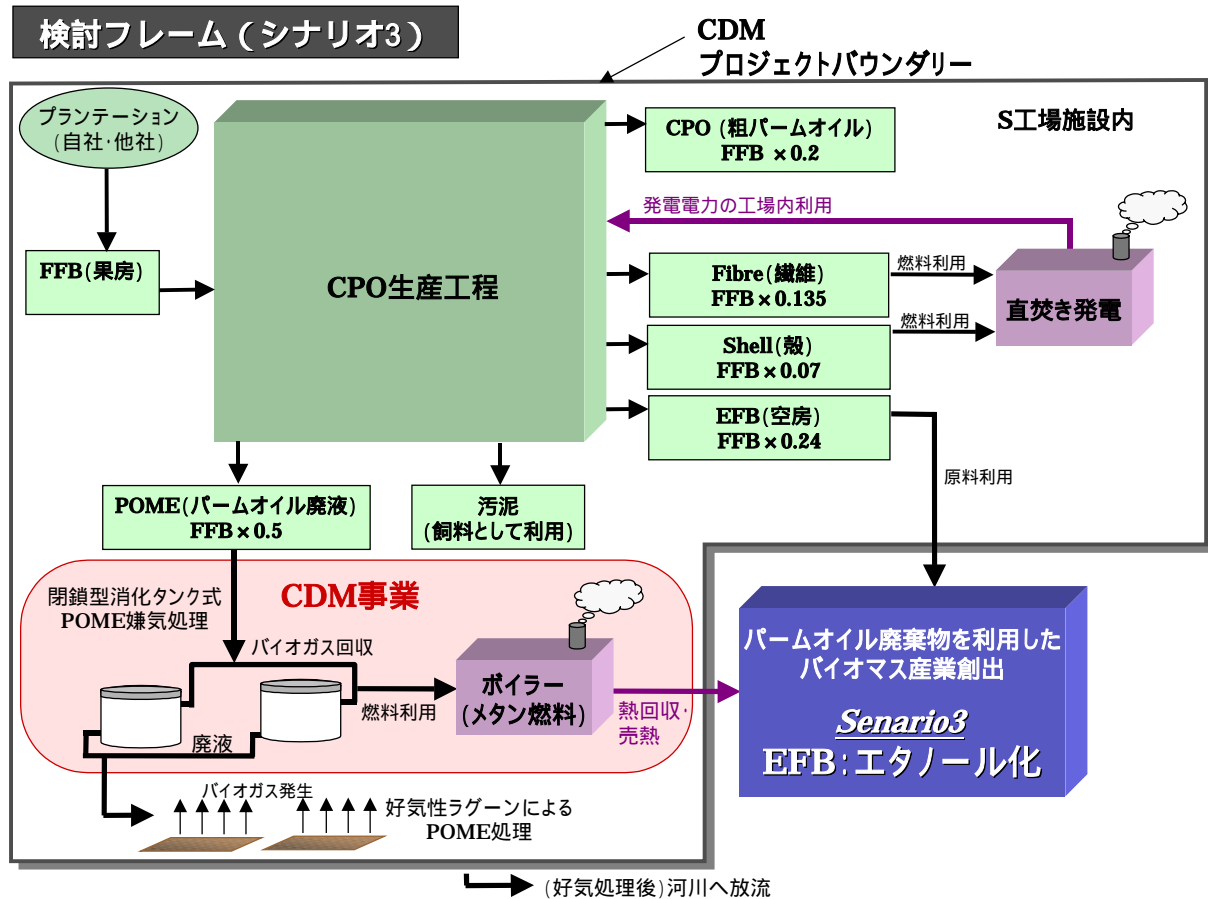 検討フレーム（シナリオ3）
CDM
プロジェクトバウンダリー
プランテーション
(自社･他社)
S工場施設内
CPO (粗パームオイル)
FFB ×0.2
発電電力の工場内利用
FFB(果房)
CPO生産工程
Fibre(繊維)
FFB×0.135
燃料利用
直焚き発電
Shell(殻)
FFB×0.07
燃料利用
EFB(空房)
FFB×0.24
原料利用
POME(パームオイル廃液)
FFB×0.5
汚泥
(飼料として利用)
CDM事業
閉鎖型消化タンク式
POME嫌気処理
バイオガス回収
ボイラー
(メタン燃料)
燃料利用
廃液
熱回収･
売熱
パームオイル廃棄物を利用した
バイオマス産業創出
Senario3
EFB:エタノール化
バイオガス発生
好気性ラグーンによる
POME処理
(好気処理後)河川へ放流